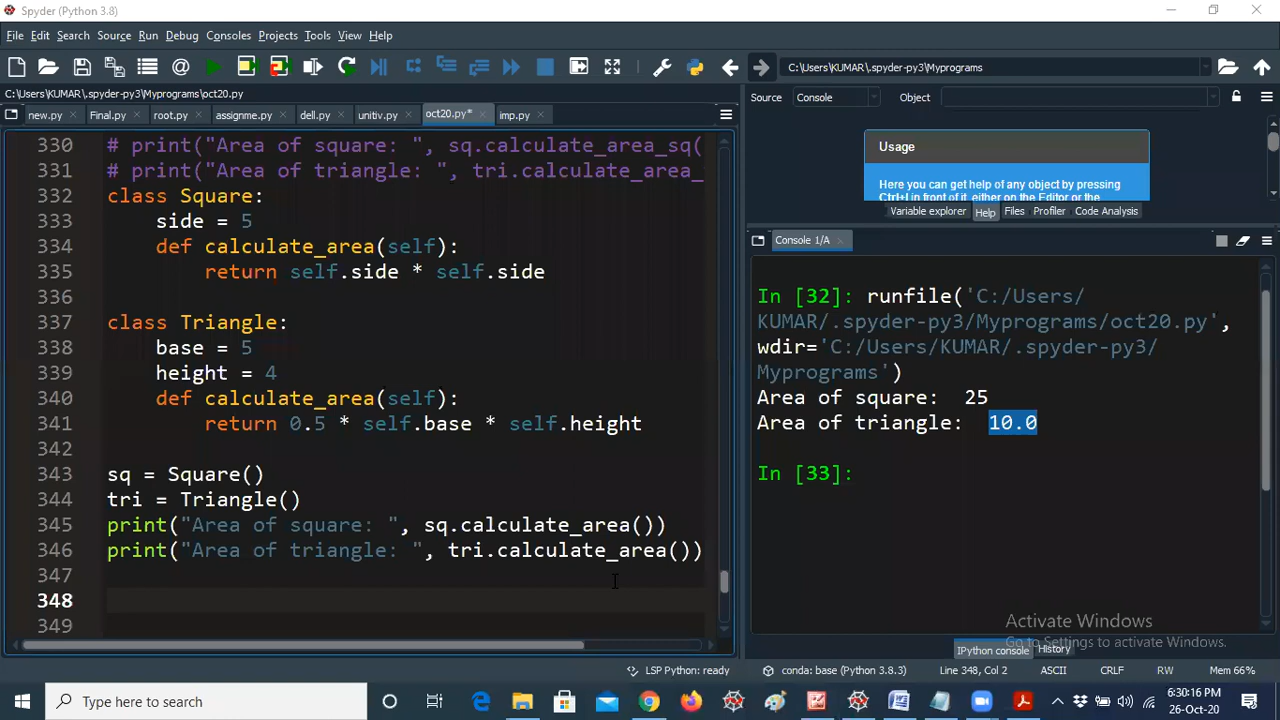 Spyder (Python 3.8)
File Edit Search Source Run Debug Consoles Projects Tools View Help
C:\Users\KUMAR\.spyder-py3\Myprograms
C:\Users\KUMAR\.spyder-py3\Myprograms\oct20.py
Source Console Object
new.py Final.py root.py assignme.py dell.py unitiv.py oct20.py* imp.py
330 # print("Area of square: ", sq.calculate_area_sq(
331 # print("Area of triangle: ", tri.calculate_area_
332 class Square:
333 side = 5
334 def calculate_area(self):
335 return self.side * self.side
336
337 class Triangle:
338 base = 5
339 height = 4
340 def calculate_area(self):
341 return 0.5 * self.base * self.height
342
343 sq = Square()
344 tri = Triangle()
345 print("Area of square: ", sq.calculate_area())
346 print("Area of triangle: ", tri.calculate_area())
347
348
349
Usage
Here you can get help of any object by pressing
Ctrl+I in front of it, either on the Editor or the
Variable explorer Help Files Profiler Code Analysis
Console 1/A
In [32]: runfile('C:/Users/
KUMAR/.spyder-py3/Myprograms/oct20.py',
wdir='C:/Users/KUMAR/.spyder-py3/
Myprograms')
Area of square: 25
Area of triangle: 10.0
In [33]:
Activate Windows
Go to Settings to activate Windows.
IPython console History
LSP Python: ready conda: base (Python 3.8.3) Line 348, Col 2 ASCII CRLF RW Mem 66%
Type here to search
6:30:16 PM
26-Oct-20